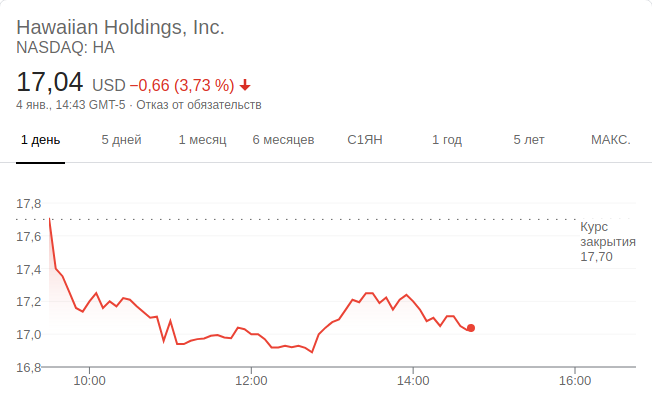 Hawaiian Holdings, Inc.
NASDAQ: HA
17,04 USD −0,66 (3,73 %)
4 янв., 14:43 GMT-5 · Отказ от обязательств
1 день 5 дней 1 месяц 6 месяцев С1ЯН 1 год 5 лет МАКС.
17,8
17,6
17,4
17,2
17,0
16,8
Курс
закрытия
17,70
10:00 12:00 14:00 16:00